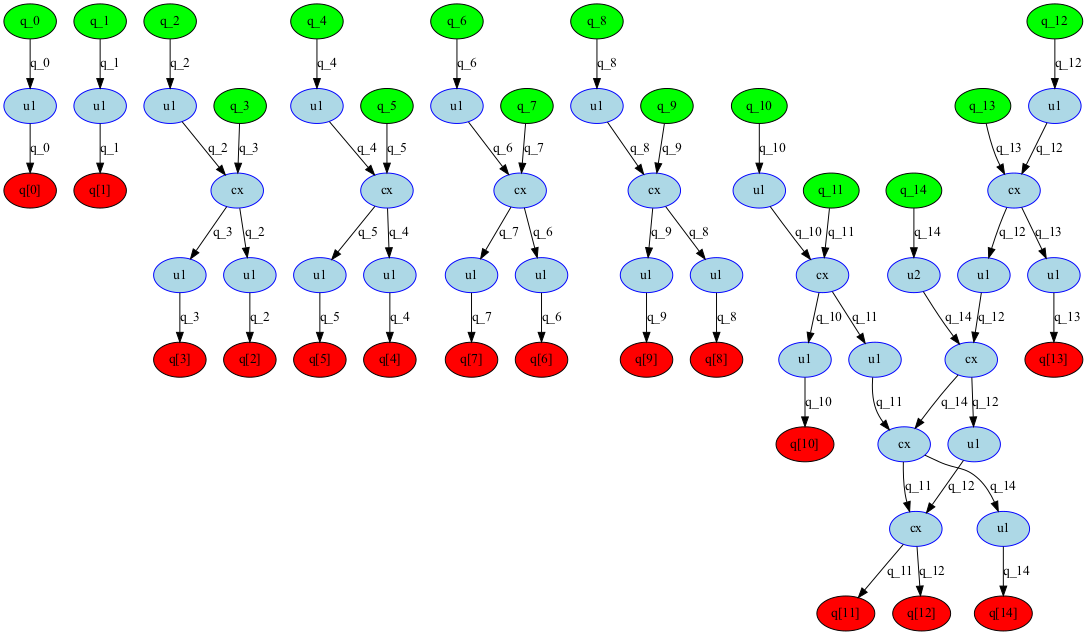 q_0 q_1 q_2 q_4 q_6 q_8 q_12
q_0 q_1 q_2 q_4 q_6 q_8 q_12
u1 u1 u1 q_3 u1 q_5 u1 q_7 u1 q_9 q_10 q_13 u1
q_0 q_1 q_2 q_3 q_4 q_5 q_6 q_7 q_8 q_9 q_10 q_13 q_12
q[0] q[1] cx cx cx cx u1 q_11 q_14 cx
q_3 q_2 q_5 q_4 q_7 q_6 q_9 q_8 q_10 q_11 q_14 q_12 q_13
u1 u1 u1 u1 u1 u1 u1 u1 cx u2 u1 u1
q_3 q_2 q_5 q_4 q_7 q_6 q_9 q_8 q_10 q_11 q_14 q_12 q_13
q[3] q[2] q[5] q[4] q[7] q[6] q[9] q[8] u1 u1 cx q[13]
q_10 q_11 q_14 q_12
q[10] cx u1
q_11 q_12 q_14
cx u1
q_11 q_12 q_14
q[11] q[12] q[14]